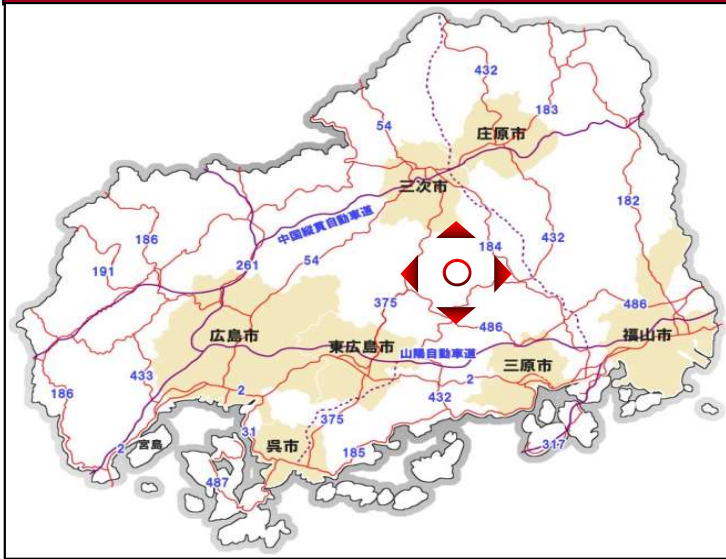 432
183
54
庄原市
三次市
182
中国縦貫自動車道
186
184
432
191
261
54
375
486
486
広島市
東広島市
山陽自動車道
福山市
三原市
186
433
2
2
432
375
31
2
宮島
呉市
185
317
487